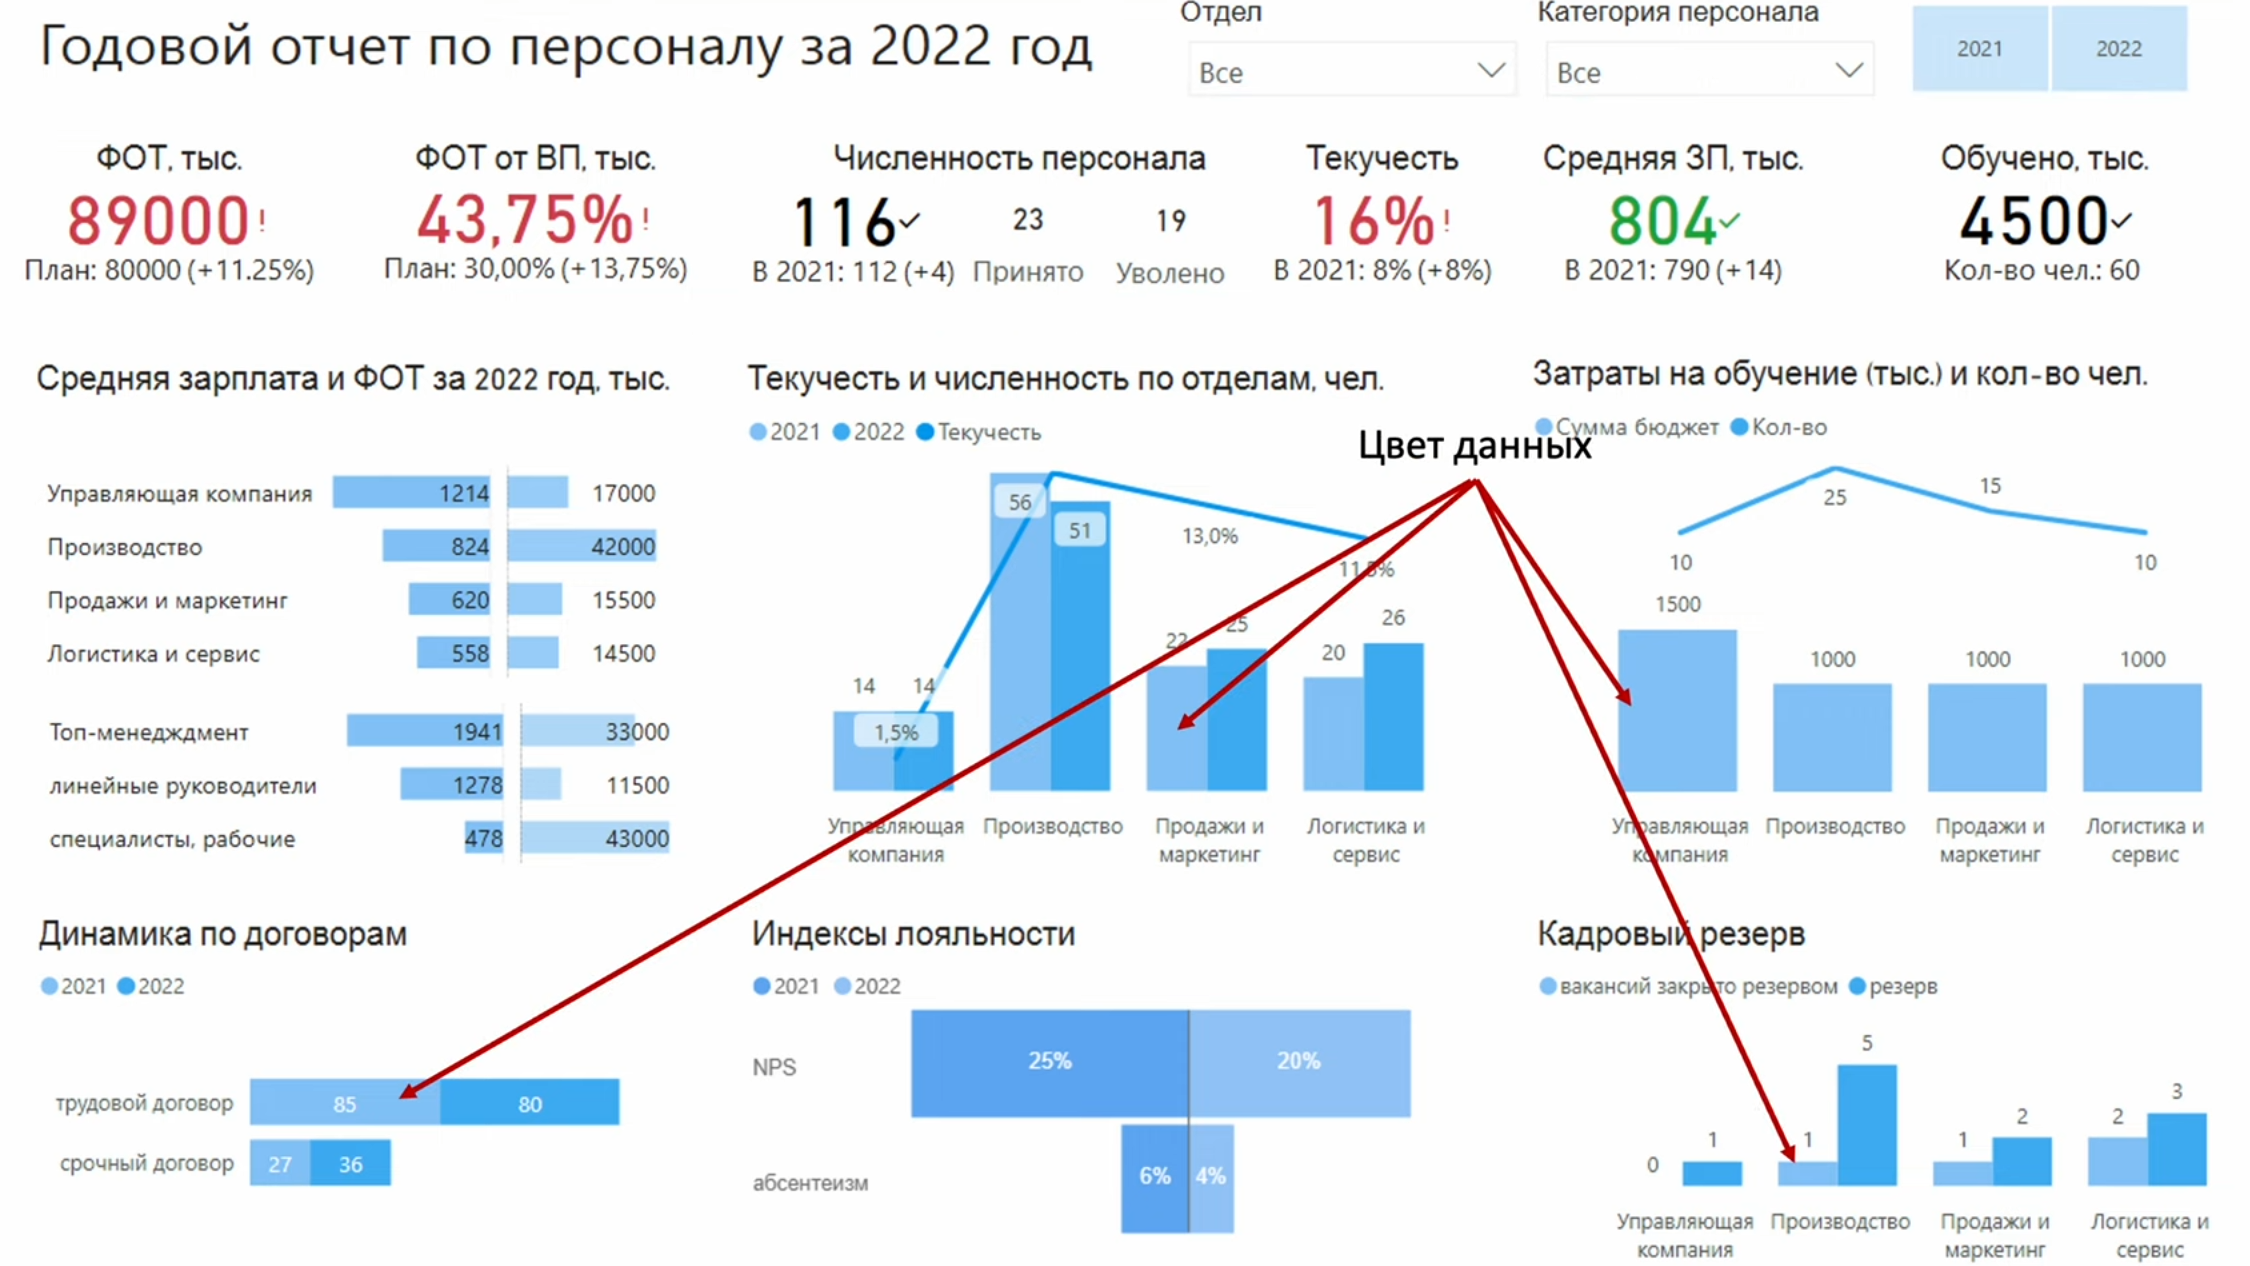 Годовой отчет по персоналу за 2022 год
Отдел
Все
Категория персонала
Все
2021
2022
ФОТ, тыс.
89000!
План: 80000 (+11.25%)
ФОТ от ВП, тыс.
43,75%!
План: 30,00% (+13,75%)
Численность персонала
116
В 2021: 112 (+4)
23
Принято
19
Уволено
Текучесть
16%!
В 2021: 8% (+8%)
Средняя ЗП, тыс.
804
В 2021: 790 (+14)
Обучено, тыс.
4500
Кол-во чел.: 60
Средняя зарплата и ФОТ за 2022 год, тыс.
Управляющая компания 1214 17000
Производство 824 42000
Продажи и маркетинг 620 15500
Логистика и сервис 558 14500
Топ-менедждмент 1941 33000
линейные руководители 1278 11500
специалисты, рабочие 478 43000
Текучесть и численность по отделам, чел.
2021 2022 Текучесть
Цвет данных
56
51
13,0%
22
25
20
26
14 14
1,5%
Управляющая компания
Производство
Продажи и маркетинг
Логистика и сервис
Затраты на обучение (тыс.) и кол-во чел.
Сумма бюджет Кол-во
10
25
15
10
1500
1000
1000
1000
Управляющая компания
Производство
Продажи и маркетинг
Логистика и сервис
Динамика по договорам
2021 2022
трудовой договор 85 80
срочный договор 27 36
Индексы лояльности
2021 2022
NPS 25% 20%
абсентеизм 6% 4%
Кадровый резерв
вакансий закрыто резервом резерв
0
1
1
5
1
2
2
3
Управляющая компания
Производство
Продажи и маркетинг
Логистика и сервис